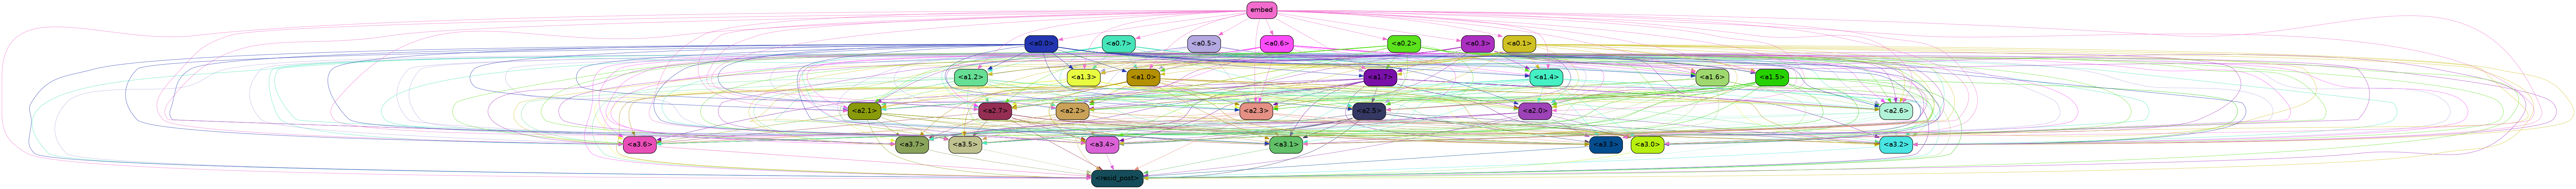 embed
<a0.0> <a0.7> <a0.5> <a0.6> <a0.2> <a0.3> <a0.1>
<a1.2> <a1.3> <a1.0> <a1.7> <a1.4> <a1.6> <a1.5>
<a2.1> <a2.7> <a2.2> <a2.3> <a2.5> <a2.0> <a2.6>
<a3.6> <a3.7> <a3.5> <a3.4> <a3.1> <a3.3> <a3.0> <a3.2>
<resid_post>